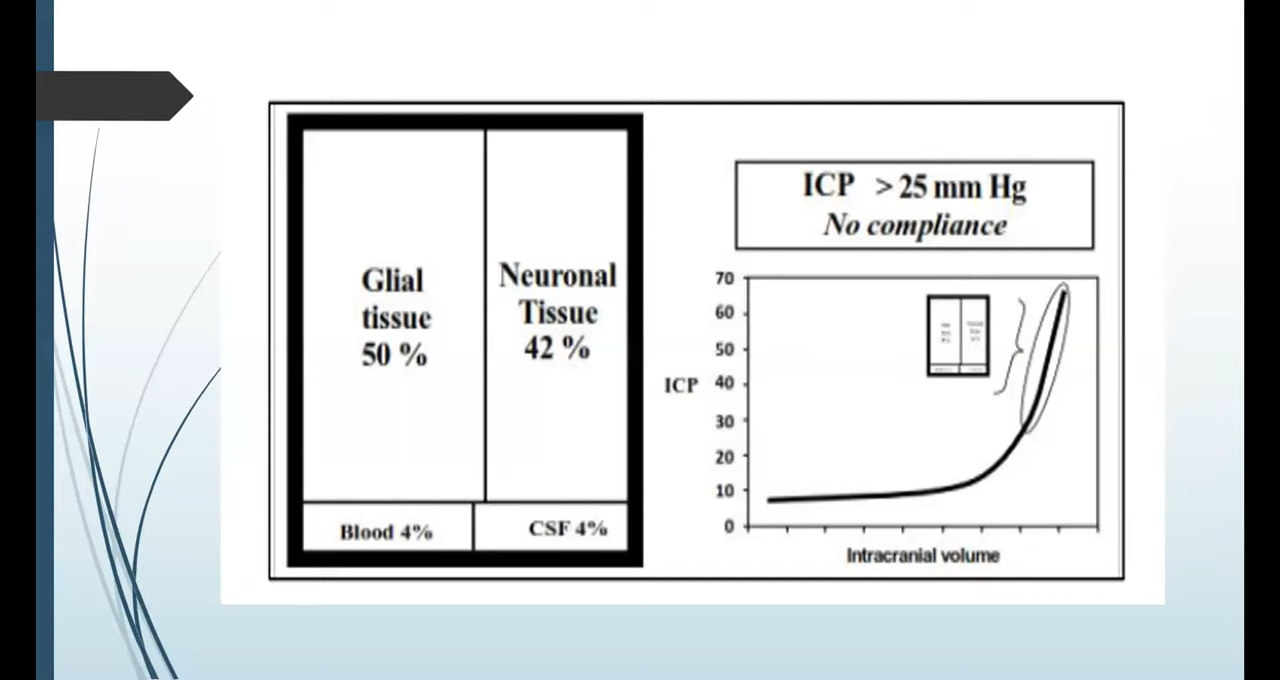 Glial
tissue
50 %
Neuronal
Tissue
42 %
Blood 4%
CSF 4%
ICP > 25 mm Hg
No compliance
ICP
70
60
50
40
30
20
10
0
Intracranial volume